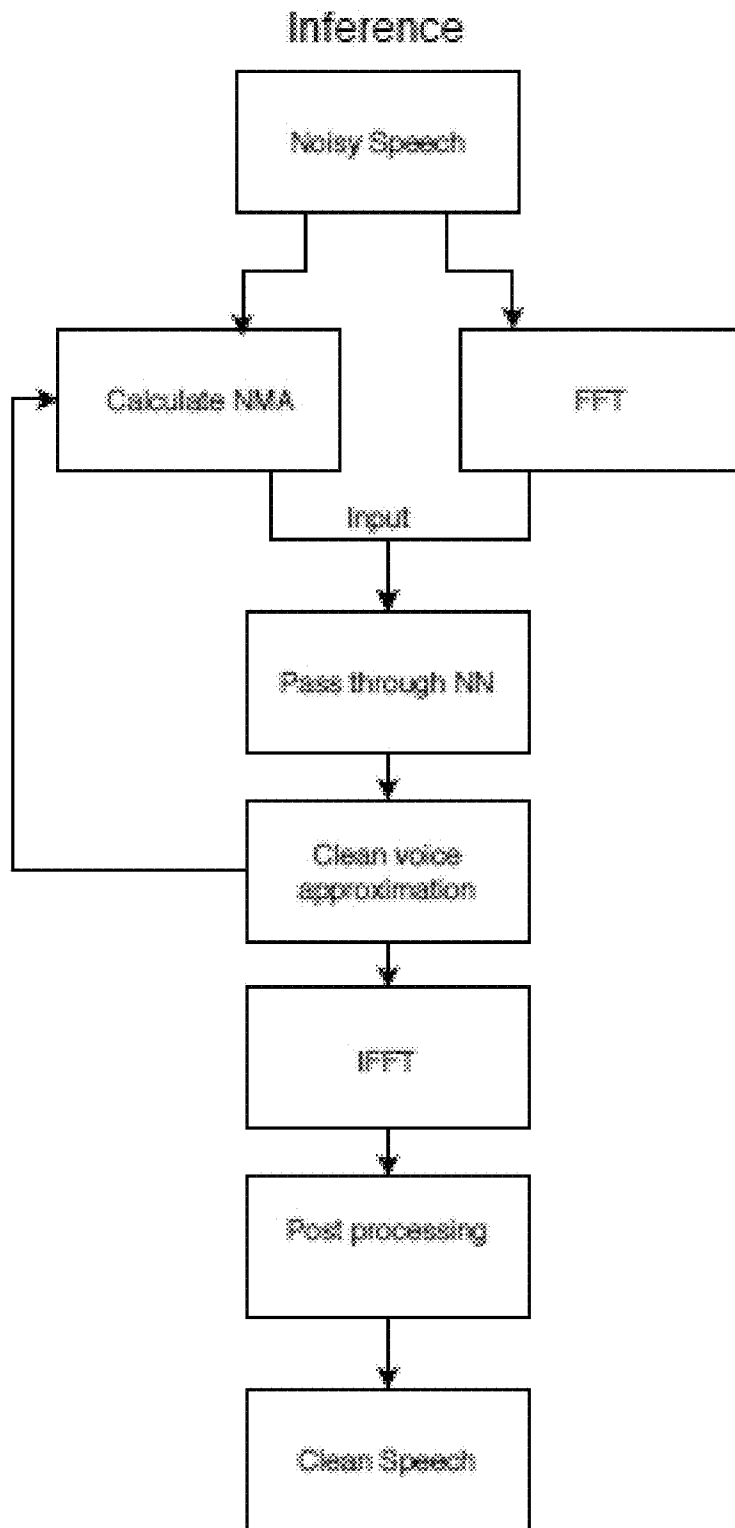 Inference
Noisy Speech
Calculate NMA
FFT
Input
Pass through NN
Clean voice
approximation
IFFT
Post processing
Clean Speech